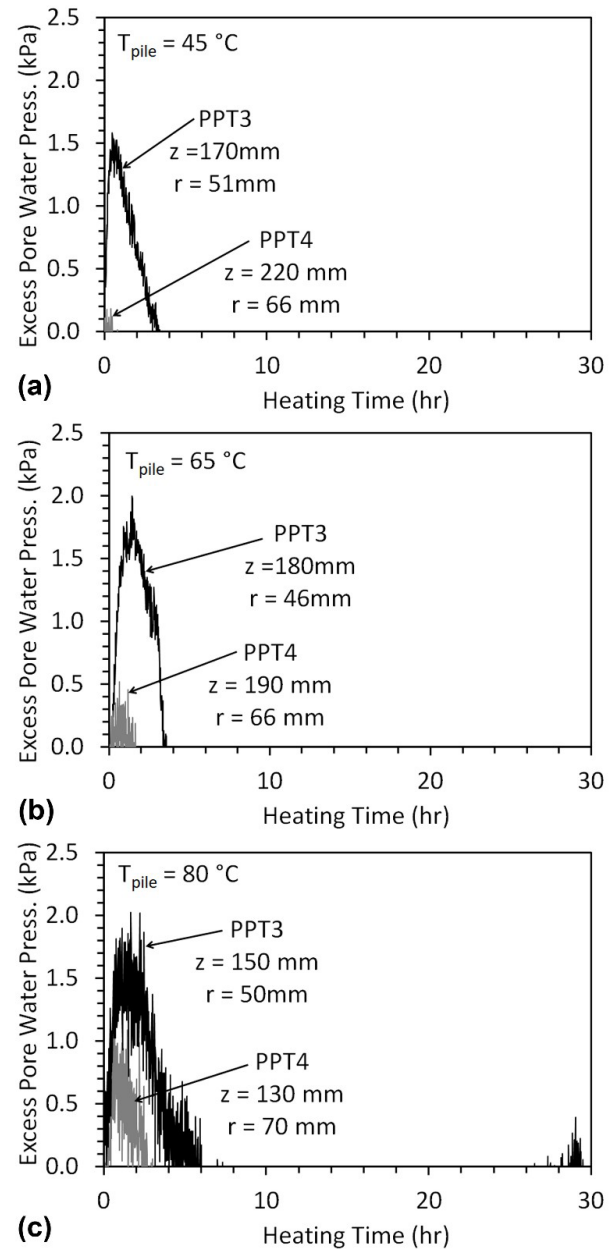 2.5
2.0
1.5
1.0
0.5
0.0
Excess Pore Water Press. (kPa)
T_pile = 45 °C
PPT3
z =170mm
r = 51mm
PPT4
z = 220 mm
r = 66 mm
0 10 20 30
Heating Time (hr)
(a)
2.5
2.0
1.5
1.0
0.5
0.0
Excess Pore Water Press. (kPa)
T_pile = 65 °C
PPT3
z =180mm
r = 46mm
PPT4
z = 190 mm
r = 66 mm
0 10 20 30
Heating Time (hr)
(b)
2.5
2.0
1.5
1.0
0.5
0.0
Excess Pore Water Press. (kPa)
T_pile = 80 °C
PPT3
z = 150 mm
r = 50mm
PPT4
z = 130 mm
r = 70 mm
0 10 20 30
Heating Time (hr)
(c)